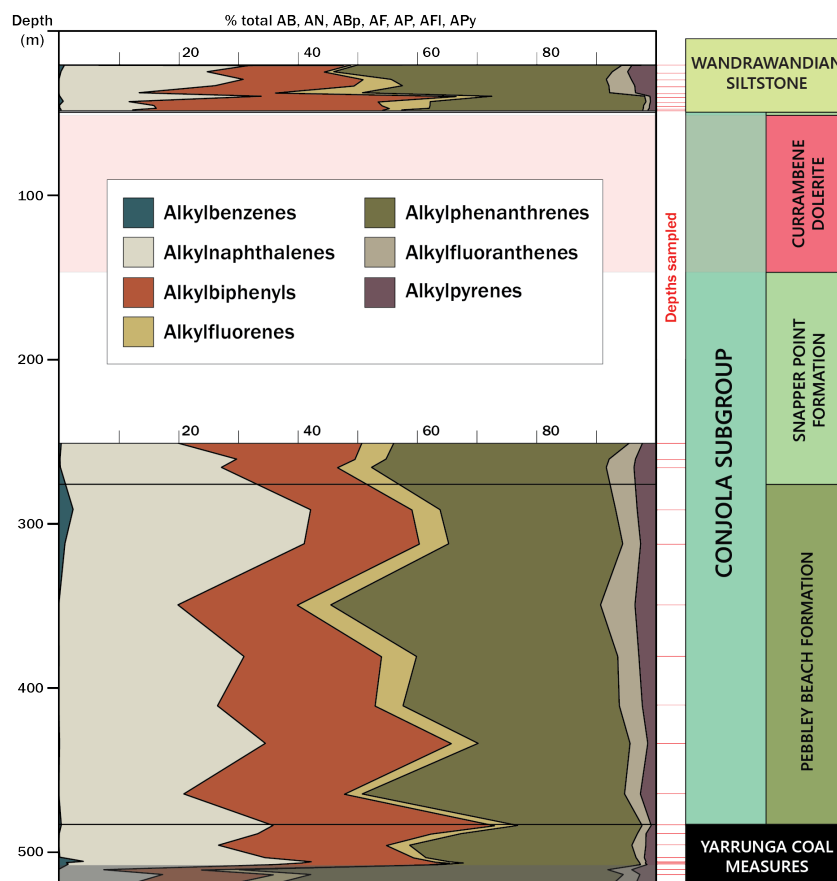 Depth
(m)
% total AB, AN, ABp, AF, AP, AFl, APy
20 40 60 80
100
200
300
400
500
Alkylbenzenes
Alkylnaphthalenes
Alkylbiphenyls
Alkylfluorenes
Alkylphenanthrenes
Alkylfluoranthenes
Alkylpyrenes
20 40 60 80
Depths sampled
WANDRAWANDIAN
SILTSTONE
CONJOLA SUBGROUP
CURRAMBENE
DOLERITE
SNAPPER POINT
FORMATION
PEBBLEY BEACH FORMATION
YARRUNGA COAL
MEASURES